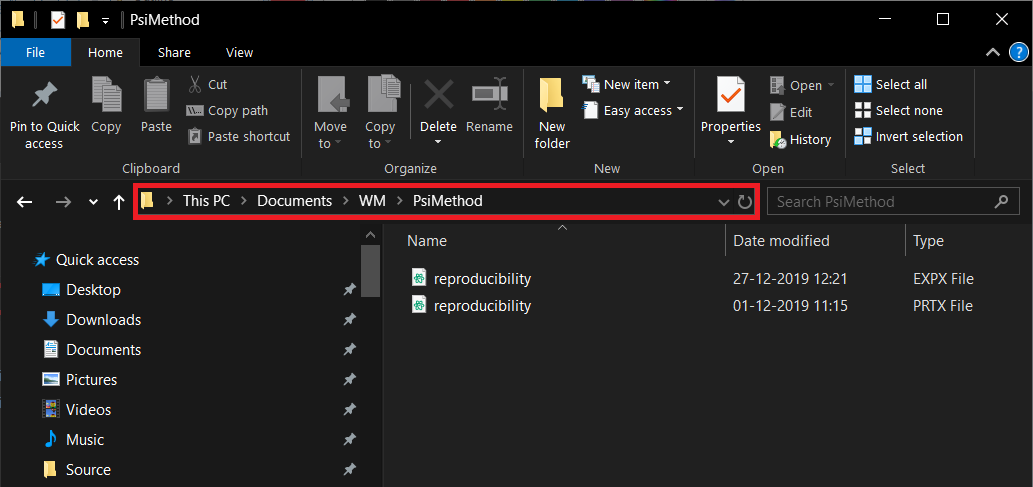 PsiMethod
File Home Share View
?
Pin to Quick access
Copy
Paste
Cut
Copy path
Paste shortcut
Clipboard
Move to
Copy to
Delete
Rename
Organize
New folder
New item
Easy access
New
Properties
Open
Edit
History
Open
Select all
Select none
Invert selection
Select
This PC Documents WM PsiMethod
Search PsiMethod
Quick access
Desktop
Downloads
Documents
Pictures
Videos
Music
Source
Name Date modified Type
reproducibility 27-12-2019 12:21 EXPX File
reproducibility 01-12-2019 11:15 PRTX File